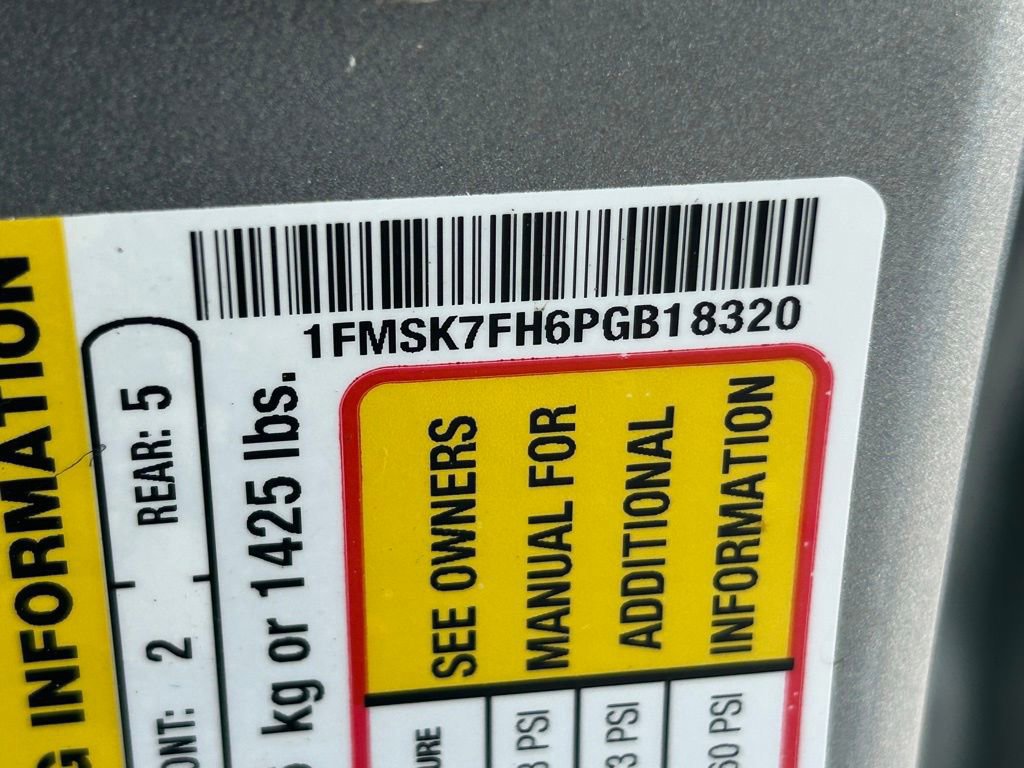 1FMSK7FH6PGB18320
INFORMATION
REAR: 5
2
kg or 1425 lbs.
SEE OWNERS
MANUAL FOR
ADDITIONAL
INFORMATION
PSI
PSI
PSI